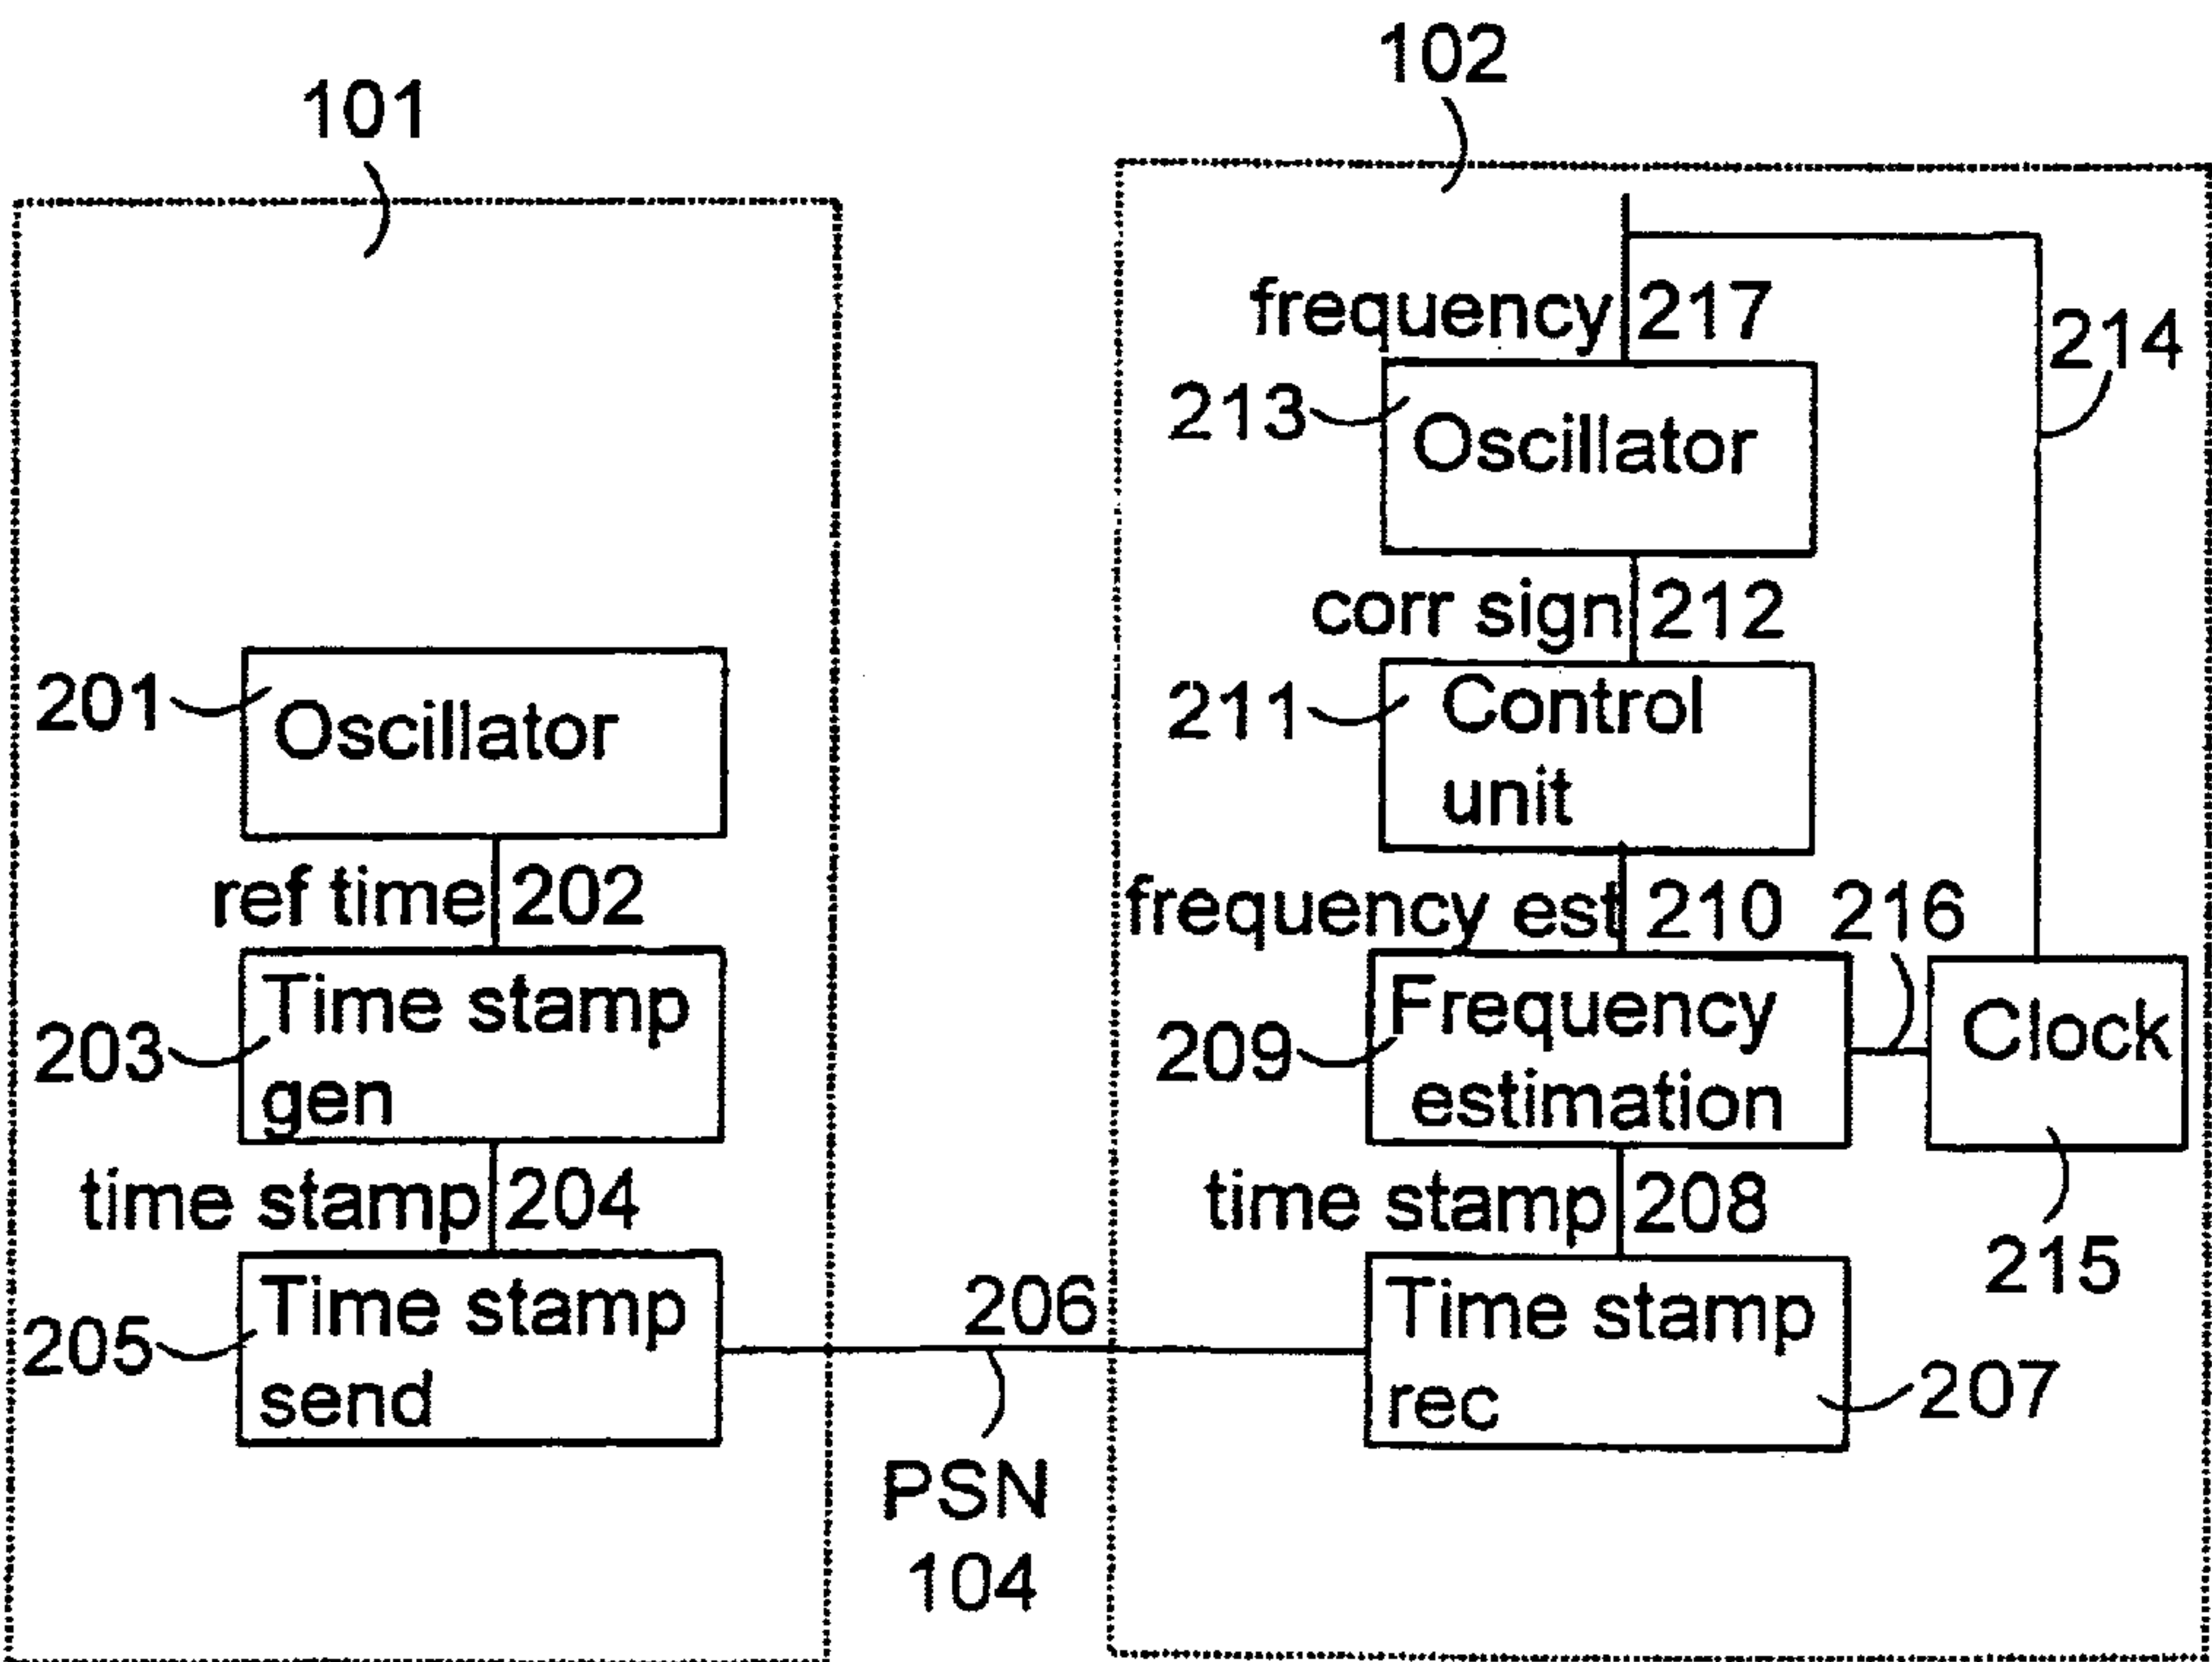 101
201
Oscillator
ref time 202
203
Time stamp
gen
time stamp 204
205
Time stamp
send
206
PSN
104
102
frequency 217
214
213
Oscillator
corr sign 212
211
Control
unit
frequency est 210
216
209
Frequency
estimation
Clock
215
time stamp 208
Time stamp
rec
207